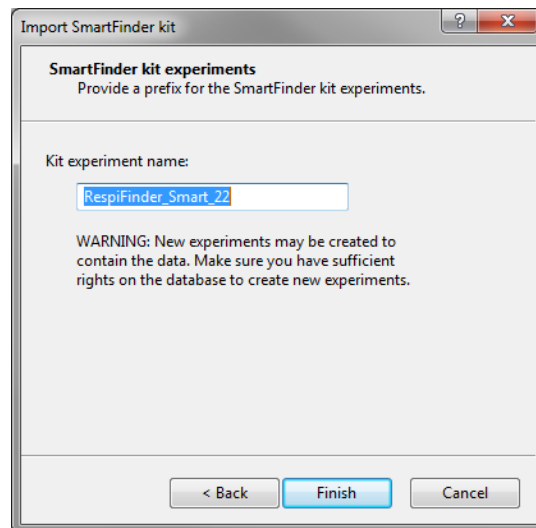 Import SmartFinder kit
?
X
SmartFinder kit experiments
Provide a prefix for the SmartFinder kit experiments.
Kit experiment name:
RespiFinder_Smart_22
WARNING: New experiments may be created to
contain the data. Make sure you have sufficient
rights on the database to create new experiments.
< Back Finish Cancel